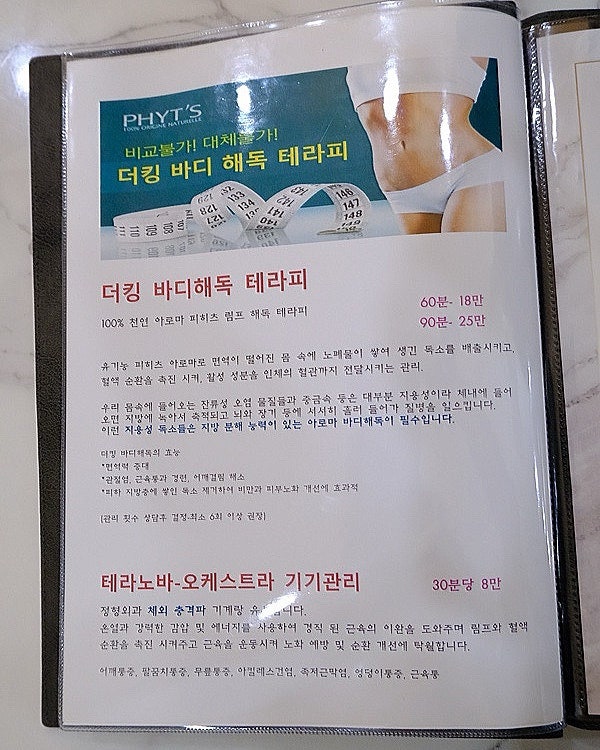 PHYT'S
100% ORIGINE NATURELLE
비교불가! 대체불가!
더킹 바디 해독 테라피
더킹 바디해독 테라피
60분- 18만
100% 천연 아로마 피히츠 림프 해독 테라피
90분- 25만
유기농 피히츠 아로마로 면역이 떨어진 몸 속에 노폐물이 쌓여 생긴 독소를 배출시키고,
혈액 순환을 촉진 시켜, 활성 성분을 인체의 혈관까지 전달시키는 관리.
우리 몸속에 들어오는 잔류성 오염 물질들과 중금속 등은 대부분 지용성이라 체내에 들어
오면 지방에 녹아서 축적되고 뇌와 장기 등에 서서히 흘러 들어가 질병을 일으킵니다.
이런 지용성 독소들은 지방 분해 능력이 있는 아로마 바디해독이 필수입니다.
더킹 바디해독의 효능
*면역력 증대
*관절염, 근육통과 경련, 어깨결림 해소
*피하 지방층에 쌓인 독소 제거하여 비만과 피부노화 개선에 효과적
(관리 횟수 상담후 결정-최소 6회 이상 권장)
테라노바-오케스트라 기기관리
30분당 8만
정형외과 체외 충격파 기계랑 유 니다.
온열과 강력한 감압 및 에너지를 사용하여 경직 된 근육의 이완을 도와주며 림프와 혈액
순환을 촉진 시켜주고 근육을 운동시켜 노화 예방 및 순환 개선에 탁월합니다.
어깨통증, 팔꿈치통증, 무릎통증, 아킬레스건염, 족저근막염, 엉덩이통증, 근육통